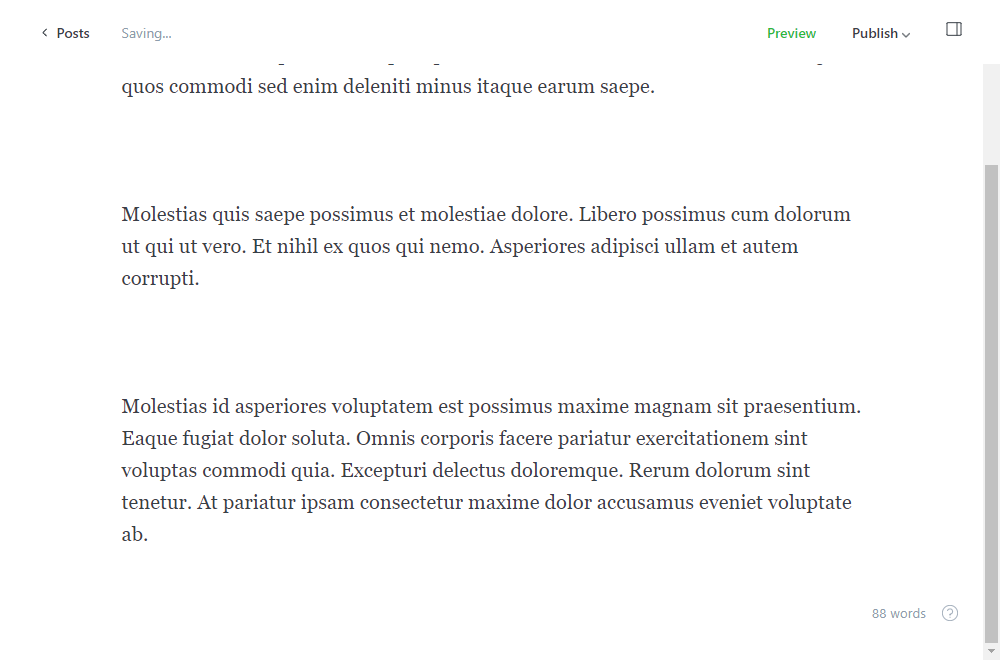 Posts
Saving...
Preview
Publish
quos commodi sed enim deleniti minus itaque earum saepe.
Molestias quis saepe possimus et molestiae dolore. Libero possimus cum dolorum
ut qui ut vero. Et nihil ex quos qui nemo. Asperiores adipisci ullam et autem
corrupti.
Molestias id asperiores voluptatem est possimus maxime magnam sit praesentium.
Eaque fugiat dolor soluta. Omnis corporis facere pariatur exercitationem sint
voluptas commodi quia. Excepturi delectus doloremque. Rerum dolorum sint
tenetur. At pariatur ipsam consectetur maxime dolor accusamus eveniet voluptate
ab.
88 words
?